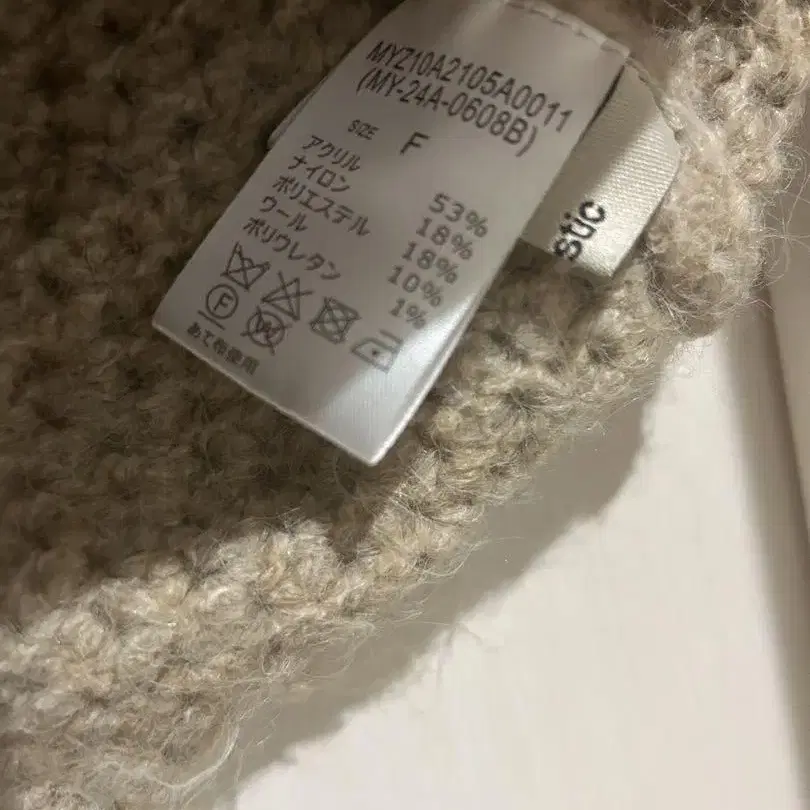 MYZ10A2105A0011
(MY-24A-0608B)
SIZE F
アクリル 53%
ナイロン 18%
ポリエステル 18%
ウール 10%
ポリウレタン 1%
F W
あて布使用
stic